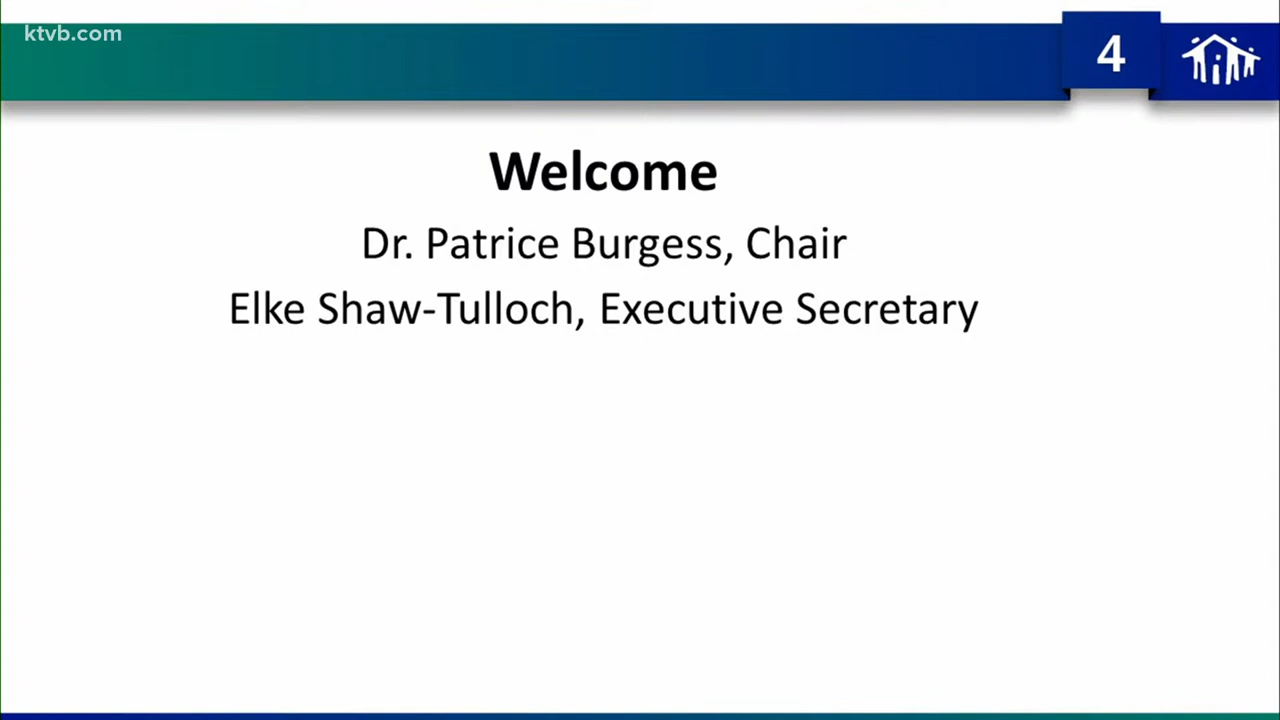 ktvb.com
4
Welcome
Dr. Patrice Burgess, Chair
Elke Shaw-Tulloch, Executive Secretary